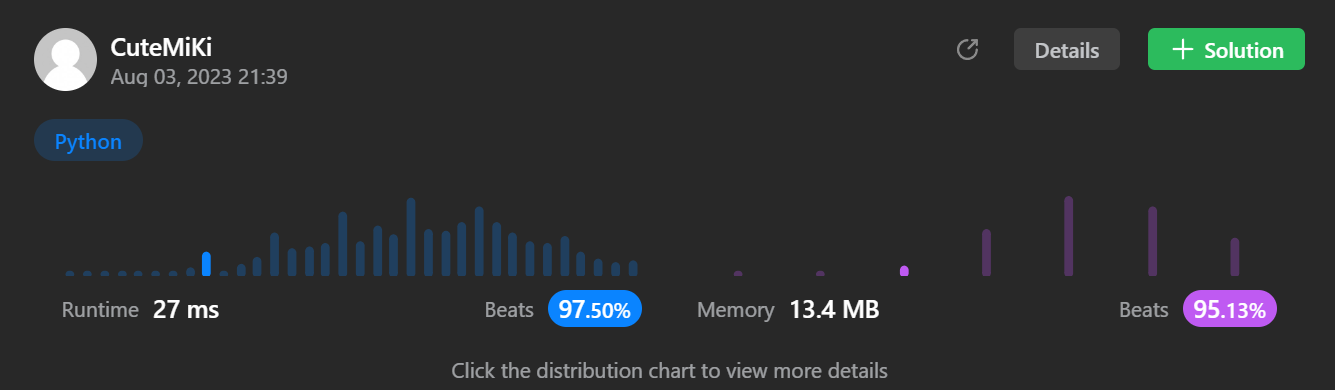 CuteMiKi
Aug 03, 2023 21:39
Details
+ Solution
Python
Runtime 27 ms Beats 97.50% Memory 13.4 MB Beats 95.13%
Click the distribution chart to view more details